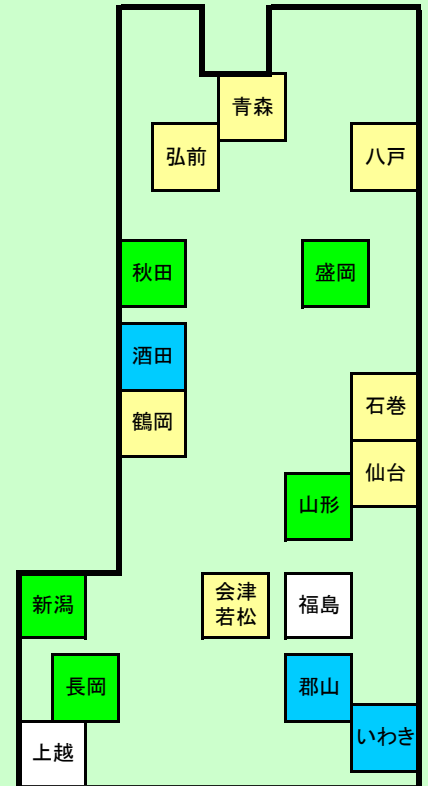 青森
弘前
八戸
秋田
盛岡
酒田
鶴岡
石巻
仙台
山形
新潟
会津
若松
福島
長岡
郡山
いわき
上越